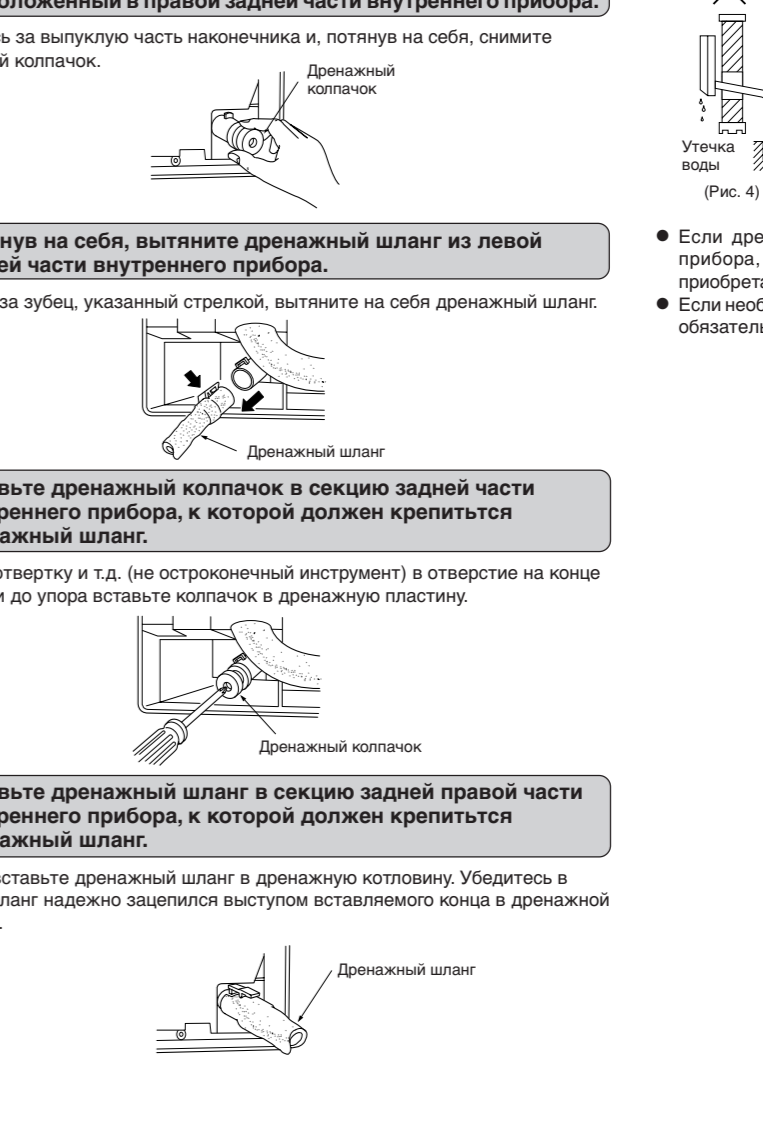 оложенный в правой задней части внутреннего прибора.
ь за выпуклую часть наконечника и, потянув на себя, снимите
й колпачок.
Дренажный
колпачок
нув на себя, вытяните дренажный шланг из левой
ей части внутреннего прибора.
за зубец, указанный стрелкой, вытяните на себя дренажный шланг.
Дренажный шланг
вьте дренажный колпачок в секцию задней части
реннего прибора, к которой должен крепитьтся
ажный шланг.
отвертку и т.д. (не остроконечный инструмент) в отверстие на конце
и до упора вставьте колпачок в дренажную пластину.
Дренажный колпачок
вьте дренажный шланг в секцию задней правой части
реннего прибора, к которой должен крепитьтся
ажный шланг.
вставьте дренажный шланг в дренажную котловину. Убедитесь в
ланг надежно зацепился выступом вставляемого конца в дренажной
.
Дренажный шланг
Утечка
воды
(Рис. 4)
● Если дре
прибора,
приобрета
● Если необ
обязатель